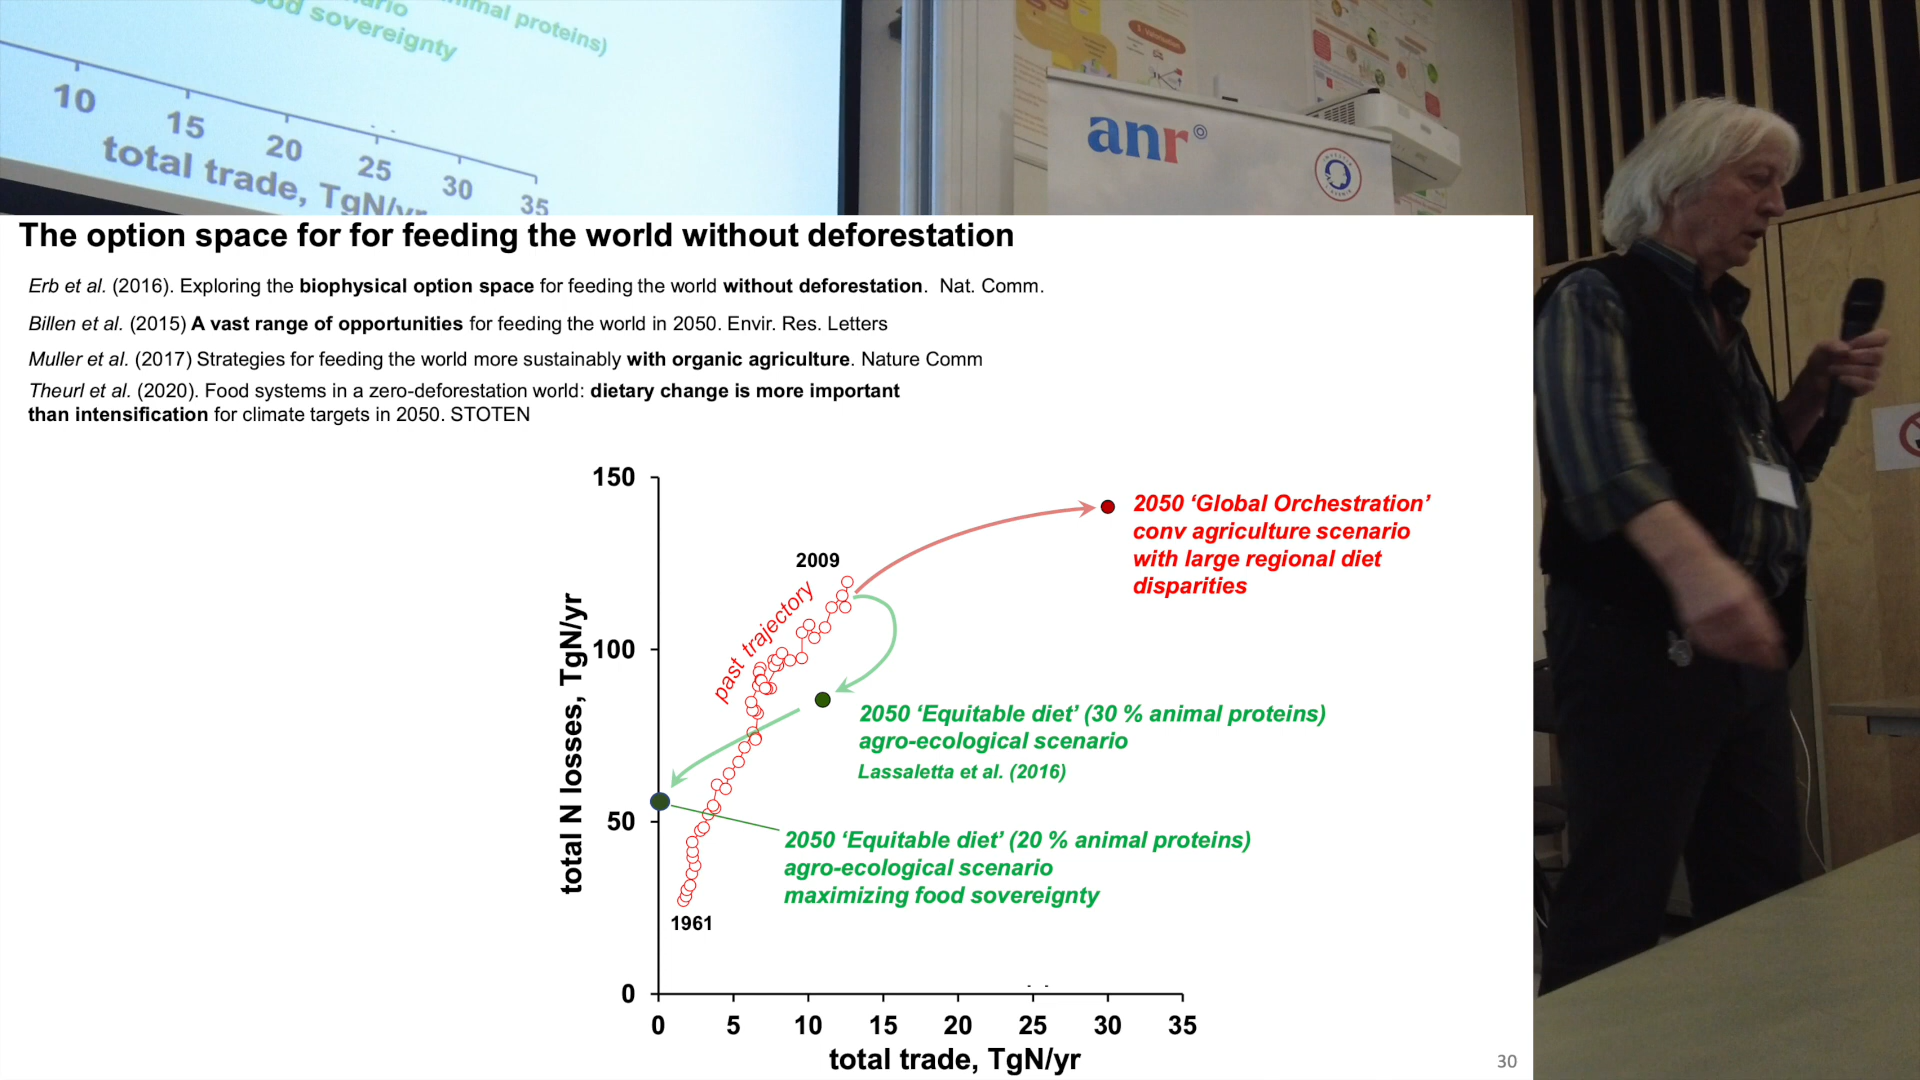 nimal proteins)
ario
ood sovereignty
10
15
20
25
30
35
total trade, TgN/yr
anr
The option space for for feeding the world without deforestation
Erb et al. (2016). Exploring the biophysical option space for feeding the world without deforestation. Nat. Comm.
Billen et al. (2015) A vast range of opportunities for feeding the world in 2050. Envir. Res. Letters
Muller et al. (2017) Strategies for feeding the world more sustainably with organic agriculture. Nature Comm
Theurl et al. (2020). Food systems in a zero-deforestation world: dietary change is more important
than intensification for climate targets in 2050. STOTEN
150
100
50
0
total N losses, TgN/yr
2009
past trajectory
1961
2050 ‘Global Orchestration’
conv agriculture scenario
with large regional diet
disparities
2050 ‘Equitable diet’ (30 % animal proteins)
agro-ecological scenario
Lassaletta et al. (2016)
2050 ‘Equitable diet’ (20 % animal proteins)
agro-ecological scenario
maximizing food sovereignty
0 5 10 15 20 25 30 35
total trade, TgN/yr
30